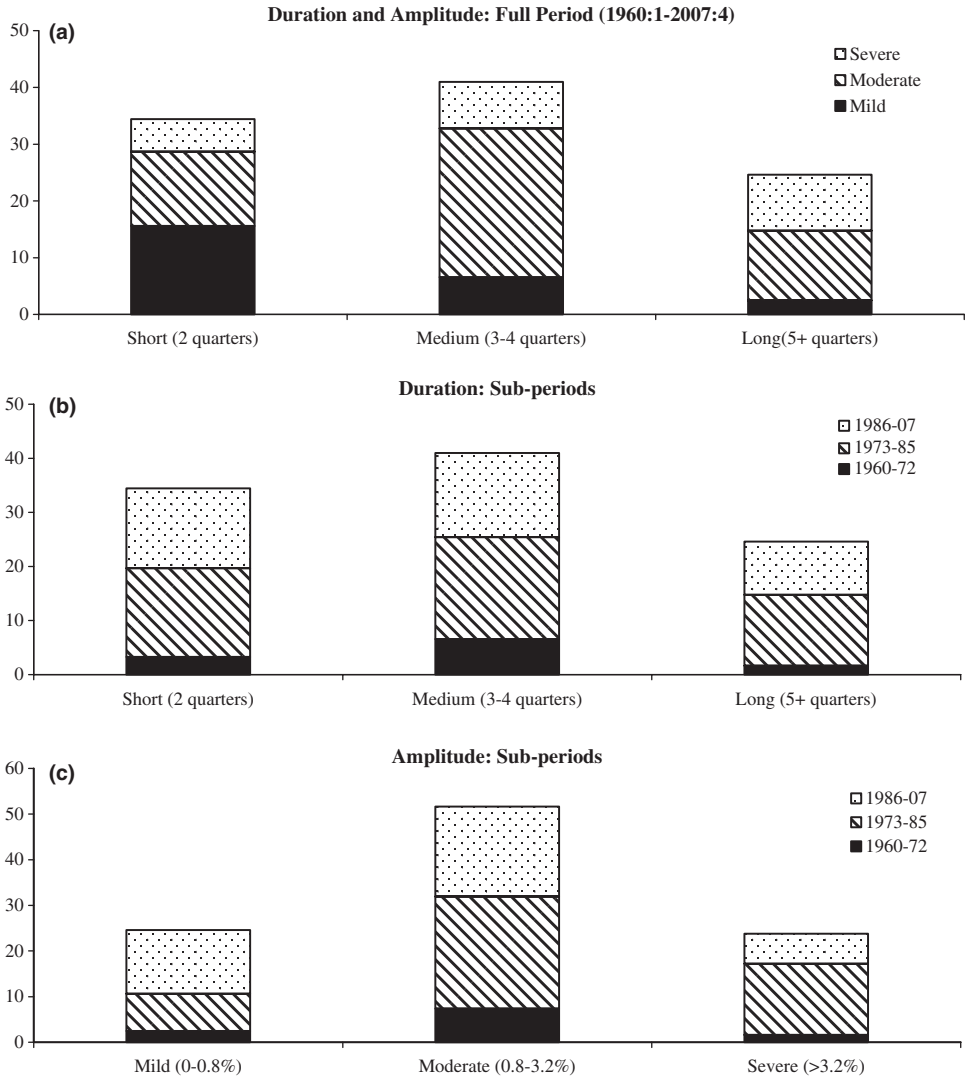 Duration and Amplitude: Full Period (1960:1-2007:4)
(a)
50
40
30
20
10
0
Severe
Moderate
Mild
Short (2 quarters)
Medium (3-4 quarters)
Long(5+ quarters)
Duration: Sub-periods
(b)
50
40
30
20
10
0
1986-07
1973-85
1960-72
Short (2 quarters)
Medium (3-4 quarters)
Long (5+ quarters)
Amplitude: Sub-periods
(c)
60
50
40
30
20
10
0
1986-07
1973-85
1960-72
Mild (0-0.8%)
Moderate (0.8-3.2%)
Severe (>3.2%)